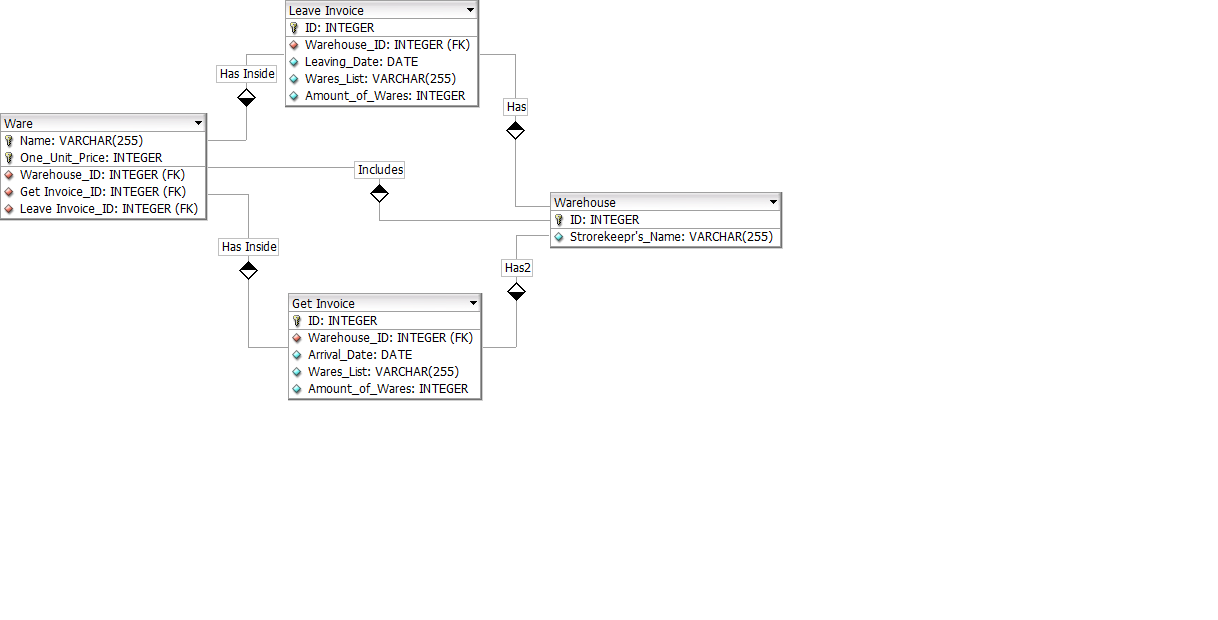 Leave Invoice
ID: INTEGER
Warehouse_ID: INTEGER (FK)
Leaving_Date: DATE
Wares_List: VARCHAR(255)
Amount_of_Wares: INTEGER
Has Inside
Has
Ware
Name: VARCHAR(255)
One_Unit_Price: INTEGER
Warehouse_ID: INTEGER (FK)
Get Invoice_ID: INTEGER (FK)
Leave Invoice_ID: INTEGER (FK)
Includes
Warehouse
ID: INTEGER
Strorekeepr's_Name: VARCHAR(255)
Has Inside
Has2
Get Invoice
ID: INTEGER
Warehouse_ID: INTEGER (FK)
Arrival_Date: DATE
Wares_List: VARCHAR(255)
Amount_of_Wares: INTEGER